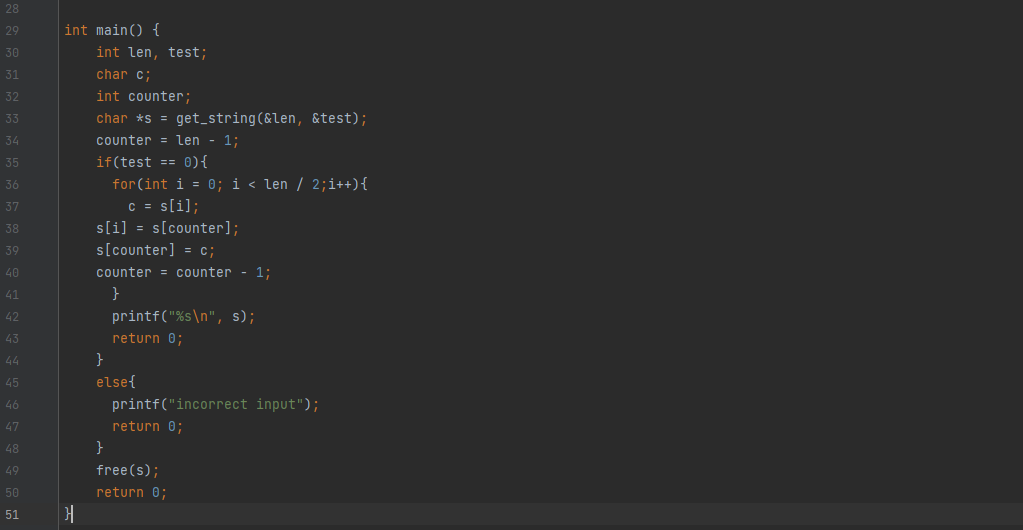 28
29 int main() {
30 int len, test;
31 char c;
32 int counter;
33 char *s = get_string(&len, &test);
34 counter = len - 1;
35 if(test == 0){
36 for(int i = 0; i < len / 2;i++){
37 c = s[i];
38 s[i] = s[counter];
39 s[counter] = c;
40 counter = counter - 1;
41 }
42 printf("%s\n", s);
43 return 0;
44 }
45 else{
46 printf("incorrect input");
47 return 0;
48 }
49 free(s);
50 return 0;
51 }